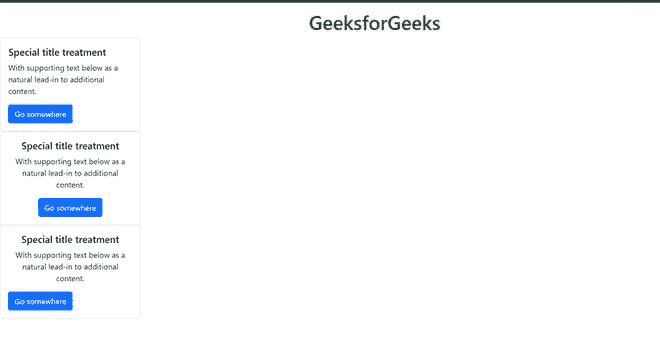 GeeksforGeeks
Special title treatment
With supporting text below as a
natural lead-in to additional
content.
Go somewhere
Special title treatment
With supporting text below as a
natural lead-in to additional
content.
Go somewhere
Special title treatment
With supporting text below as a
natural lead-in to additional
content.
Go somewhere